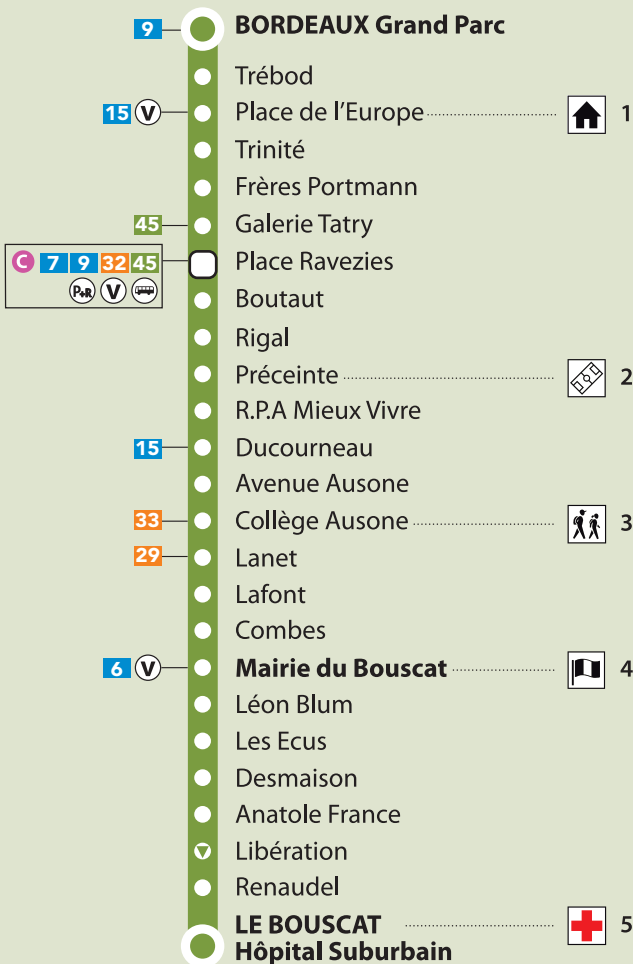 9 BORDEAUX Grand Parc
Trébod
15 V Place de l'Europe 1
Trinité
Frères Portmann
45 Galerie Tatry
C 7 9 32 45 Place Ravezies
P+R V
Boutaut
Rigal
Préceinte 2
R.P.A Mieux Vivre
15 Ducourneau
Avenue Ausone
33 Collège Ausone 3
29 Lanet
Lafont
Combes
6 V Mairie du Bouscat 4
Léon Blum
Les Ecus
Desmaison
Anatole France
Libération
Renaudel
LE BOUSCAT 5
Hôpital Suburbain